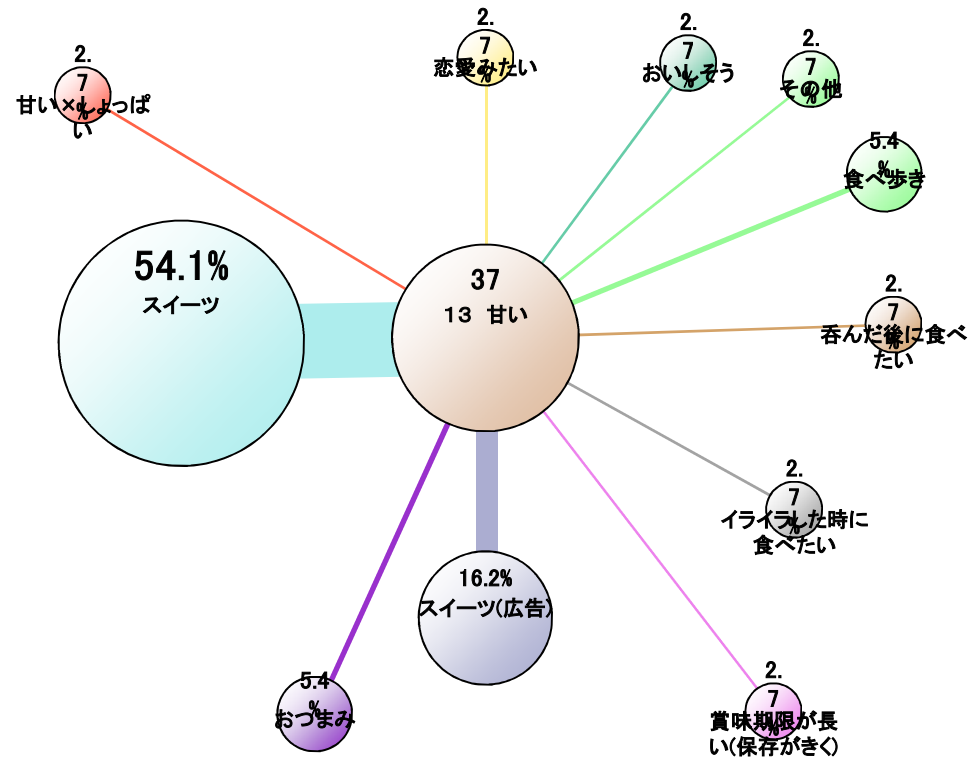 2.
7
%
恋愛みたい
2.
7
%
おいしそう
2.
7
%
その他
2.
7
%
甘い×しょっぱ
い
5.4
%
食べ歩き
54.1%
スイーツ
37
１３ 甘い
2.
7
%
呑んだ後に食べ
たい
2.
7
%
イライラした時に
食べたい
16.2%
スイーツ(広告)
5.4
%
おつまみ
2.
7
%
賞味期限が長
い(保存がきく)